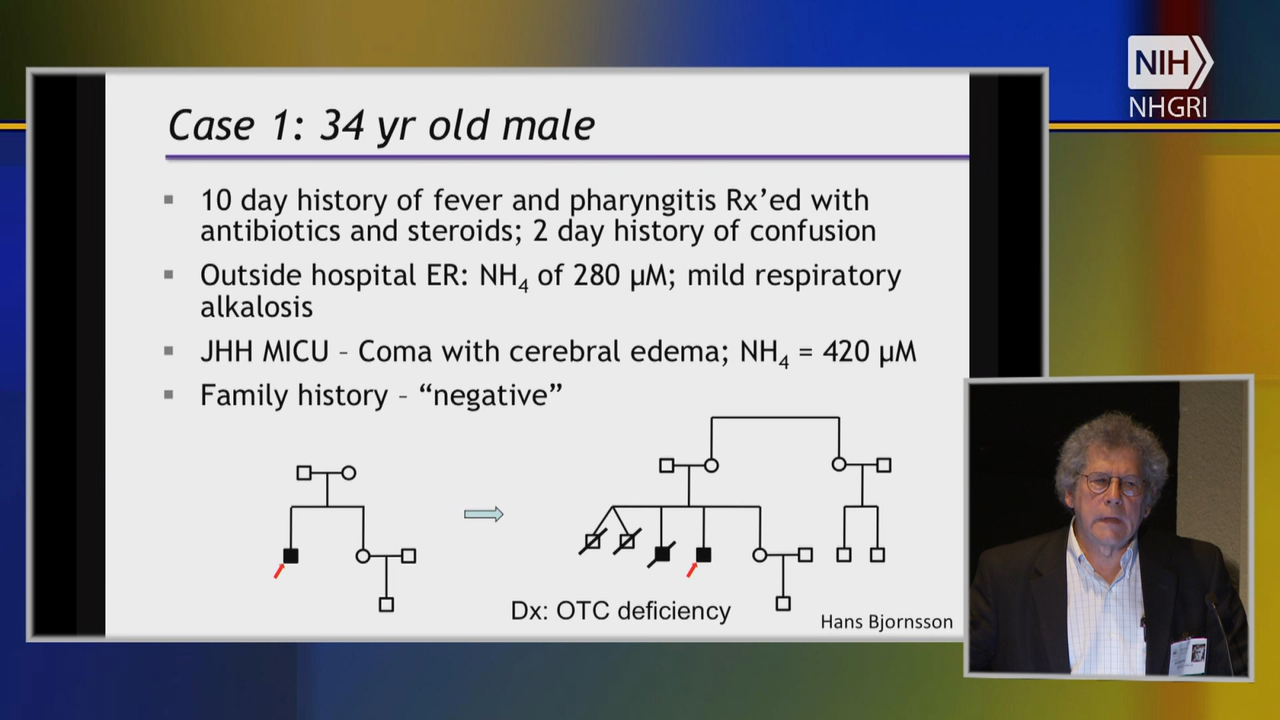 NIH
NHGRI
Case 1: 34 yr old male
▪ 10 day history of fever and pharyngitis Rx’ed with
antibiotics and steroids; 2 day history of confusion
▪ Outside hospital ER: NH₄ of 280 µM; mild respiratory
alkalosis
▪ JHH MICU – Coma with cerebral edema; NH₄ = 420 µM
▪ Family history – “negative”
Dx: OTC deficiency
Hans Bjornsson